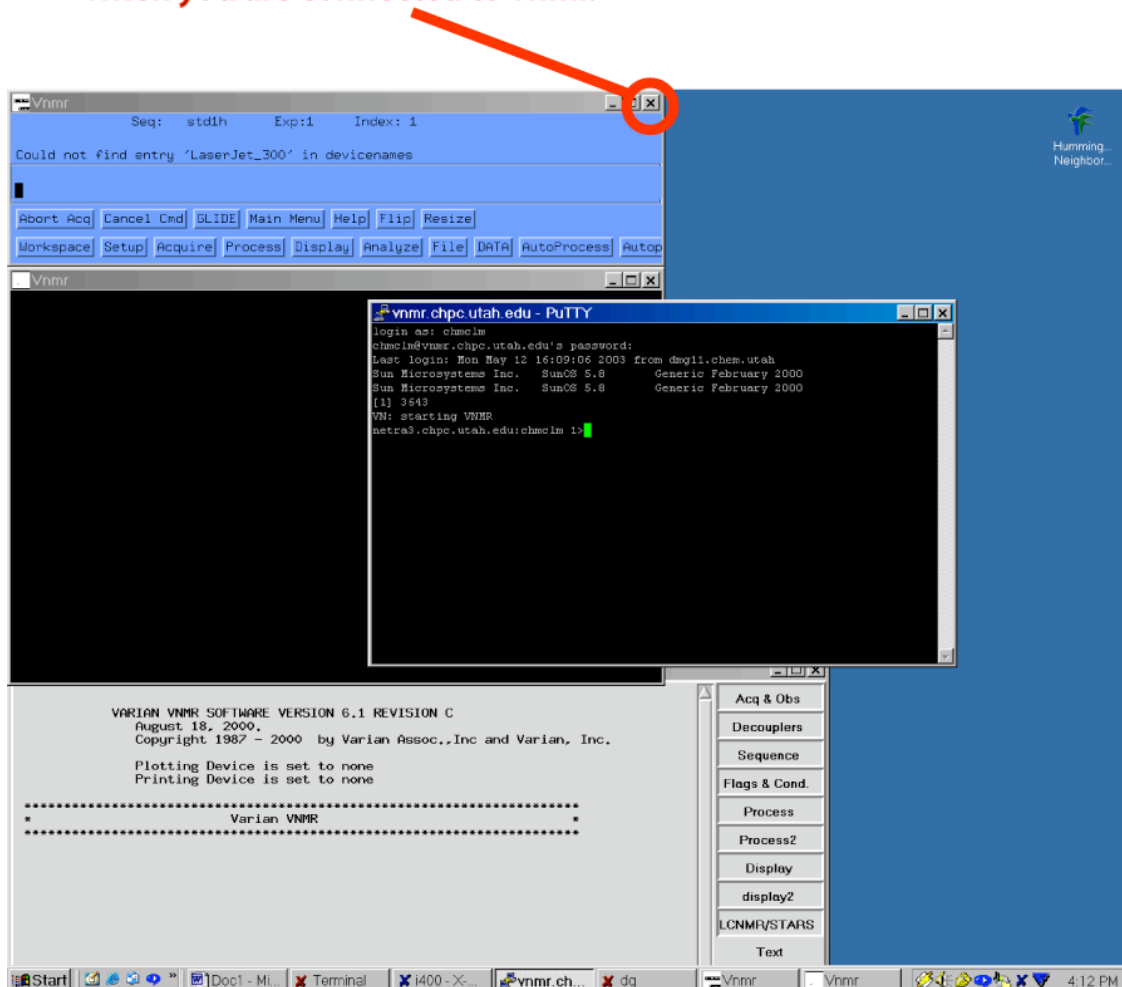 when you are connected to vnmr
Vnmr
Seq: std1h Exp:1 Index: 1
Could not find entry 'LaserJet_300' in devicenames
Abort Acq Cancel Cmd GLIDE Main Menu Help Flip Resize
Workspace Setup Acquire Process Display Analyze File DATA AutoProcess Autop
Humming...
Neighbor...
Vnmr
vnmr.chpc.utah.edu - PuTTY
login as: chmclm
chmclm@vnmr.chpc.utah.edu's password:
Last login: Mon May 12 16:09:06 2003 from dmg11.chem.utah
Sun Microsystems Inc. SunOS 5.8 Generic February 2000
Sun Microsystems Inc. SunOS 5.8 Generic February 2000
[1] 3643
VN: starting VNMR
netra3.chpc.utah.edu:chmclm 1>
VARIAN VNMR SOFTWARE VERSION 6.1 REVISION C
August 18, 2000.
Copyright 1987 - 2000 by Varian Assoc.,Inc and Varian, Inc.
Plotting Device is set to none
Printing Device is set to none
**********************************************************************
* Varian VNMR *
**********************************************************************
Acq & Obs
Decouplers
Sequence
Flags & Cond.
Process
Process2
Display
display2
LCNMR/STARS
Text
Start » Doc1 - Mi... Terminal i400 - X-... vnmr.ch... dg Vnmr Vnmr 4:12 PM